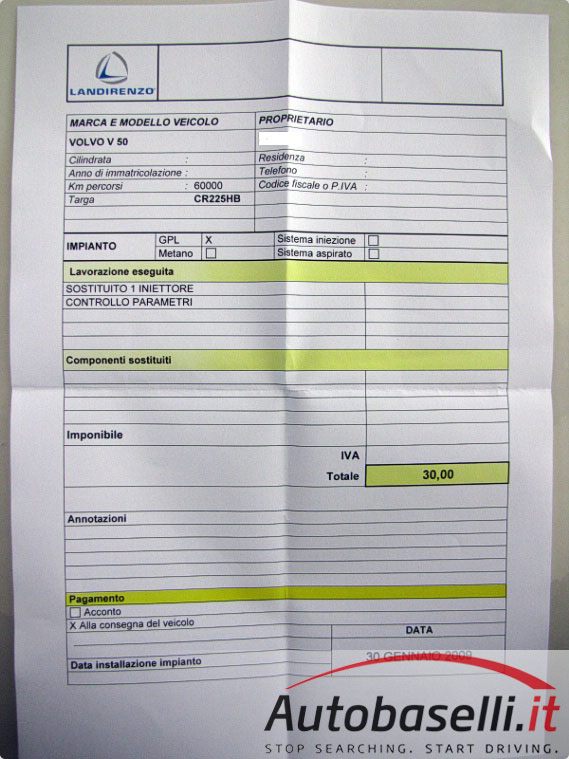 LANDIRENZO
MARCA E MODELLO VEICOLO
PROPRIETARIO
VOLVO V 50
Cilindrata :
Residenza :
Anno di immatricolazione :
Telefono :
Km percorsi : 60000
Codice fiscale o P.IVA :
Targa CR225HB
IMPIANTO
GPL X
Sistema iniezione
Metano
Sistema aspirato
Lavorazione eseguita
SOSTITUITO 1 INIETTORE
CONTROLLO PARAMETRI
Componenti sostituiti
Imponibile
IVA
Totale 30,00
Annotazioni
Pagamento
Acconto
X Alla consegna del veicolo
DATA
Data installazione impianto
30 GENNAIO 2009
Autobaselli.it
STOP SEARCHING. START DRIVING.